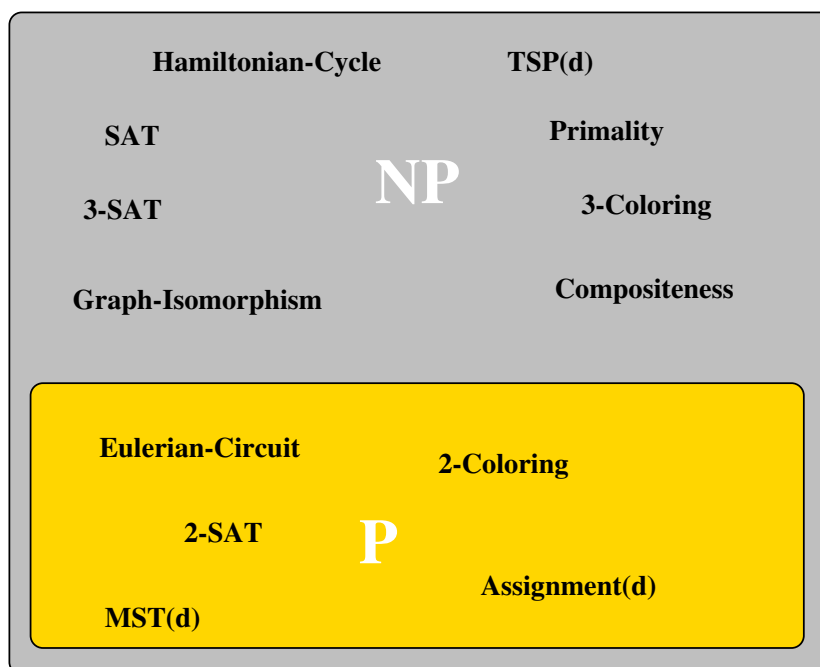 Hamiltonian-Cycle TSP(d)
SAT Primality
NP
3-SAT 3-Coloring
Graph-Isomorphism Compositeness
Eulerian-Circuit 2-Coloring
2-SAT P
Assignment(d)
MST(d)